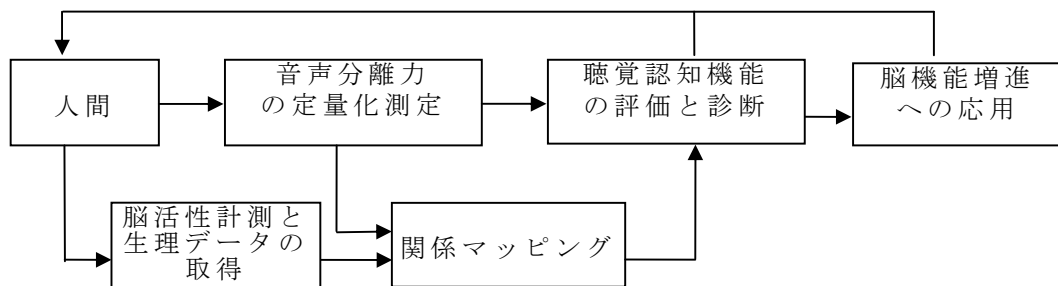 人間
音声分離力
の定量化測定
聴覚認知機能
の評価と診断
脳機能増進
への応用
脳活性計測と
生理データの
取得
関係マッピング